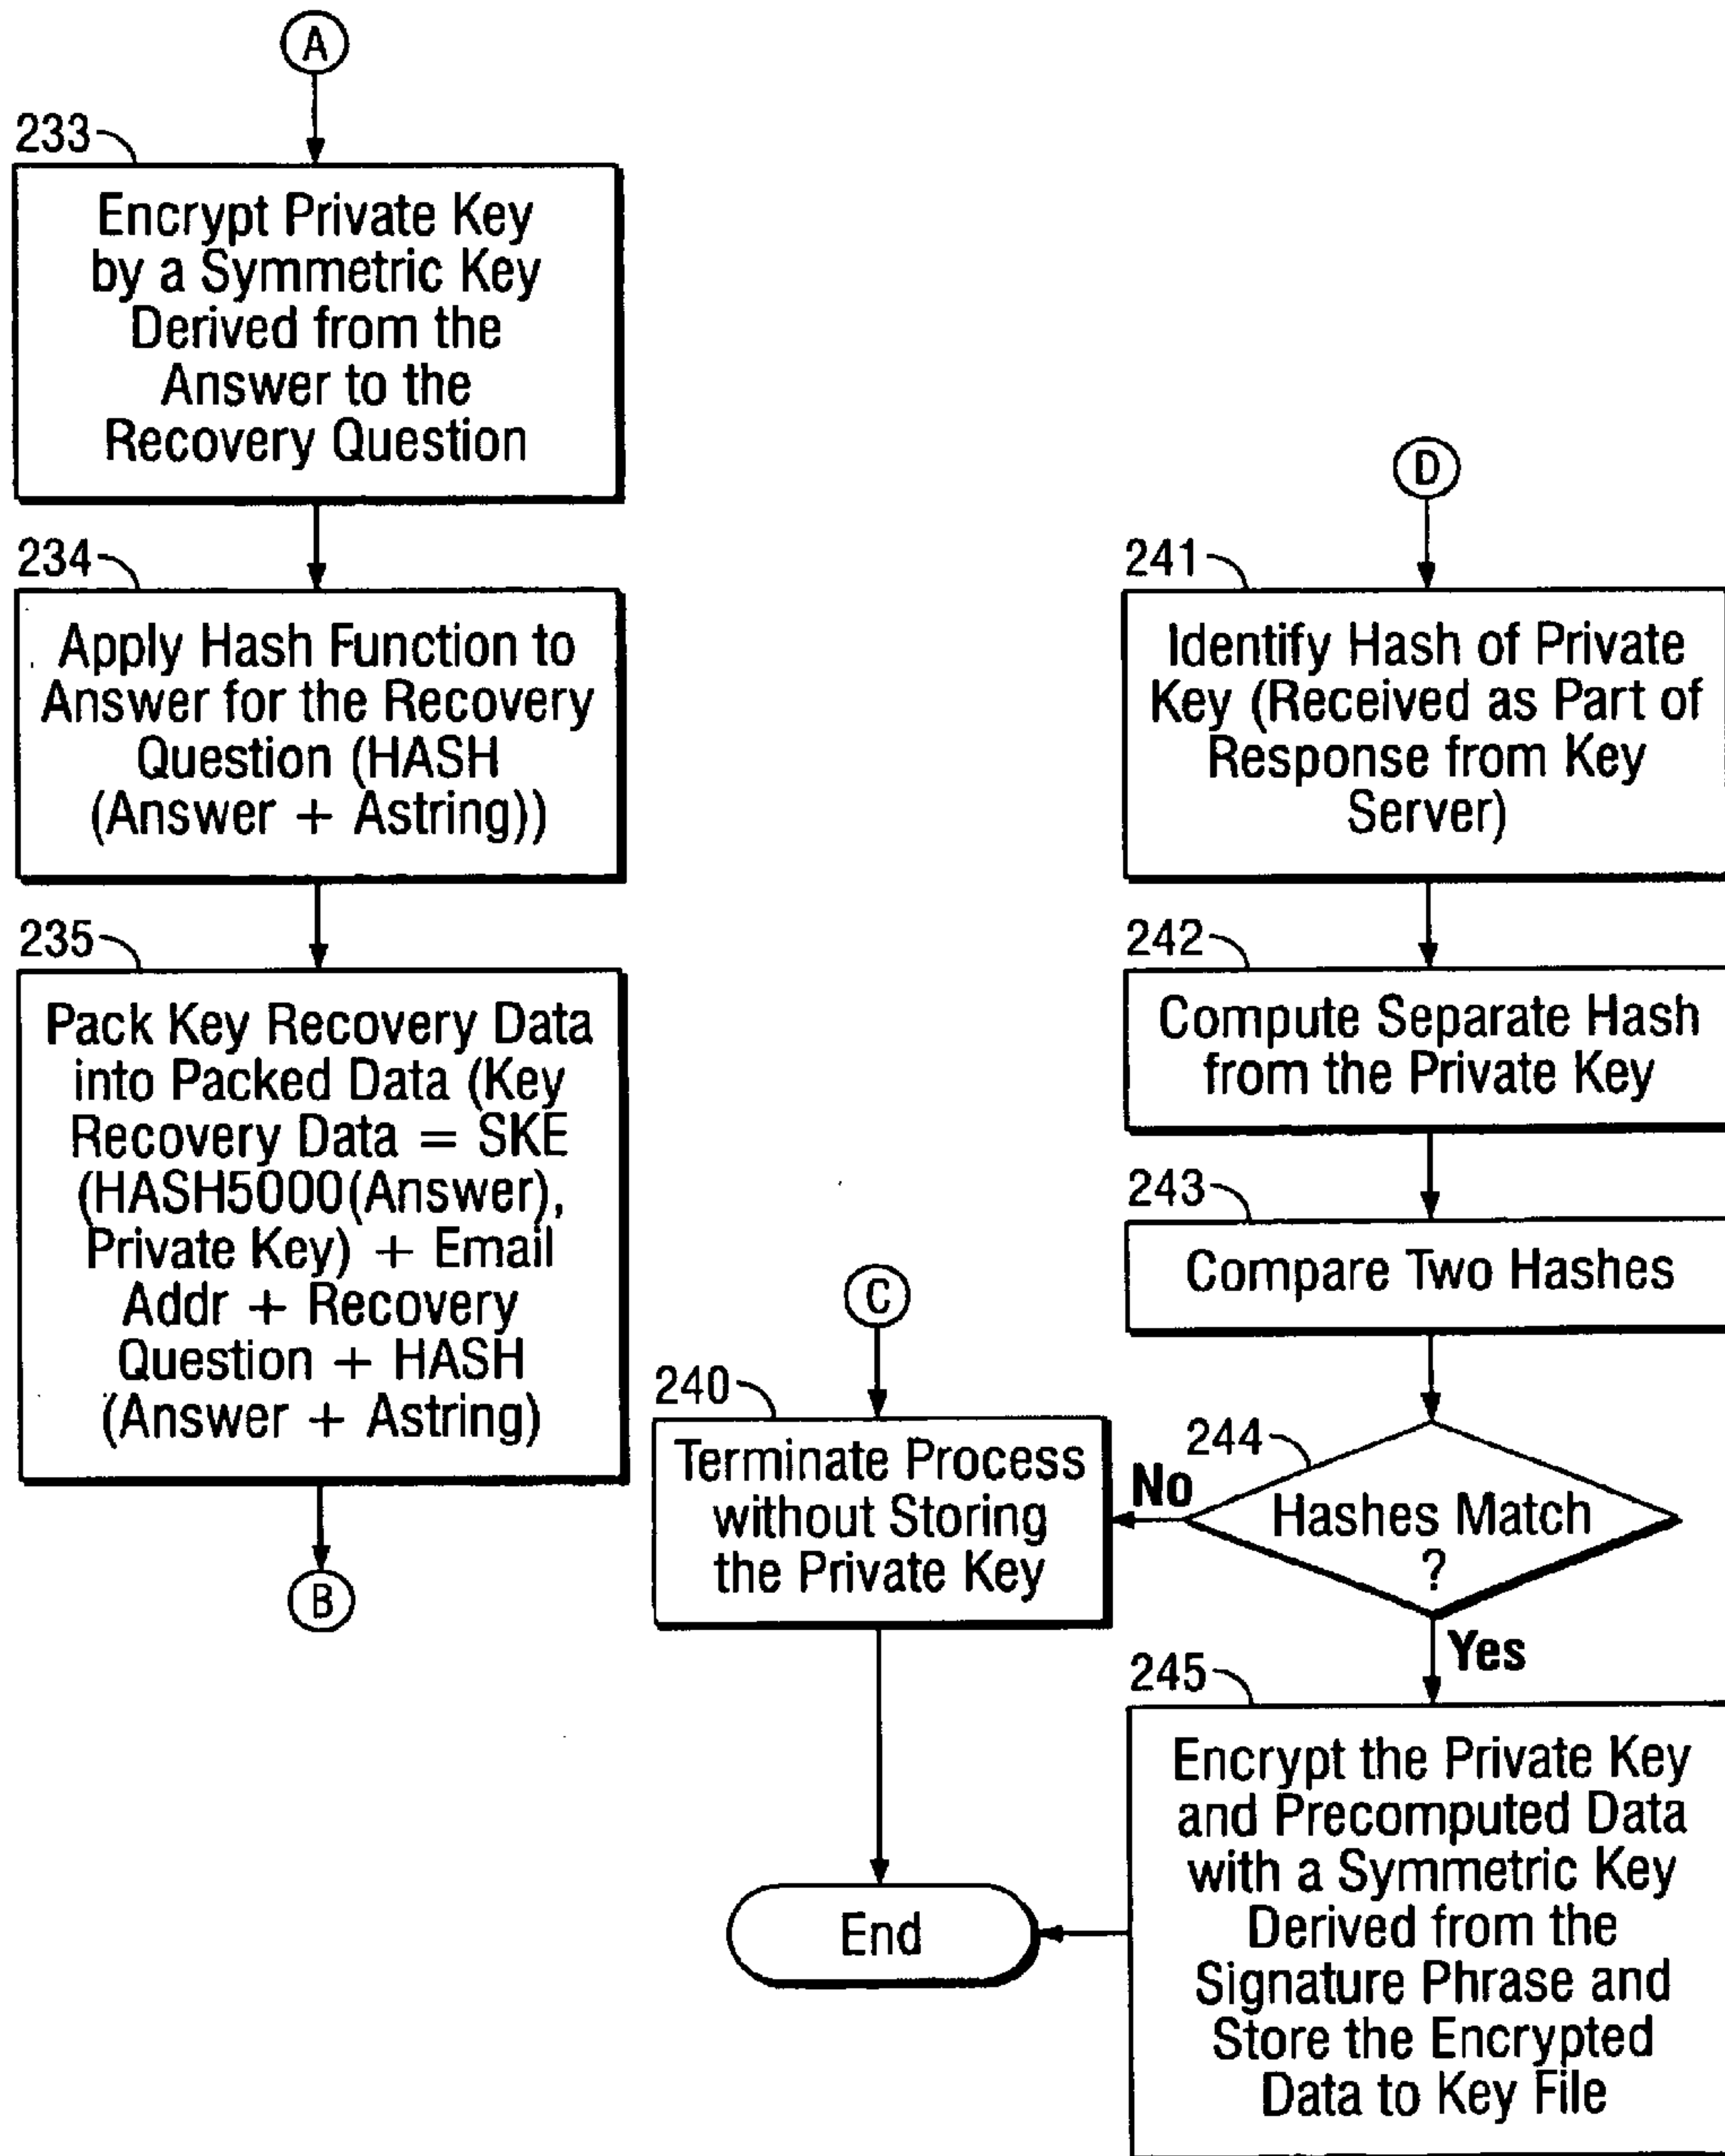 A
233
Encrypt Private Key
by a Symmetric Key
Derived from the
Answer to the
Recovery Question
234
Apply Hash Function to
Answer for the Recovery
Question (HASH
(Answer + Astring))
235
Pack Key Recovery Data
into Packed Data (Key
Recovery Data = SKE
(HASH5000(Answer),
Private Key) + Email
Addr + Recovery
Question + HASH
(Answer + Astring)
B
C
240
Terminate Process
without Storing
the Private Key
End
D
241
Identify Hash of Private
Key (Received as Part of
Response from Key
Server)
242
Compute Separate Hash
from the Private Key
243
Compare Two Hashes
244
Hashes Match
?
No
Yes
245
Encrypt the Private Key
and Precomputed Data
with a Symmetric Key
Derived from the
Signature Phrase and
Store the Encrypted
Data to Key File